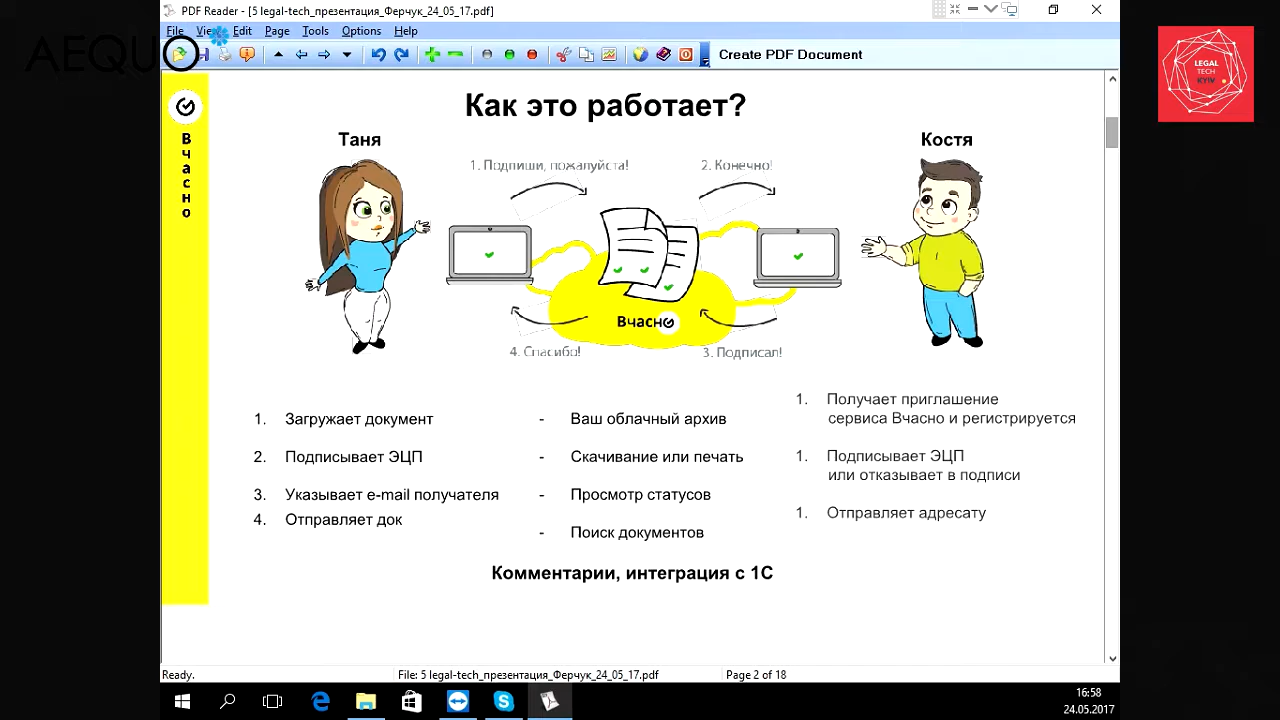 PDF Reader - [5 legal-tech_презентация_Ферчук_24_05_17.pdf]
File View Edit Page Tools Options Help
AEQUO
Create PDF Document
LEGAL
TECH
KYIV
Вчасно
Как это работает?
Таня
Костя
1. Подпиши, пожалуйста!
2. Конечно!
Вчасно
4. Спасибо!
3. Подписал!
1. Загружает документ
2. Подписывает ЭЦП
3. Указывает e-mail получателя
4. Отправляет док
- Ваш облачный архив
- Скачивание или печать
- Просмотр статусов
- Поиск документов
1. Получает приглашение
сервиса Вчасно и регистрируется
1. Подписывает ЭЦП
или отказывает в подписи
1. Отправляет адресату
Комментарии, интеграция с 1С
Ready.
File: 5 legal-tech_презентация_Ферчук_24_05_17.pdf
Page 2 of 18
16:58
24.05.2017